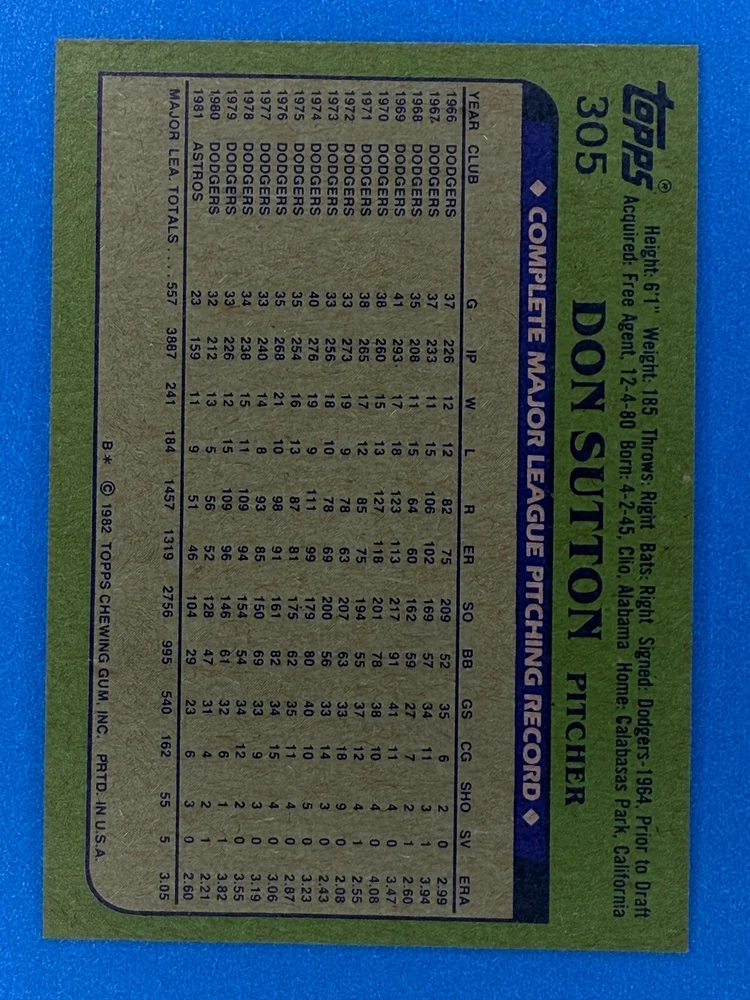 topps®
305
Height: 6'1" Weight: 185 Throws: Right Bats: Right Signed: Dodgers-1964, Prior to Draft
Acquired: Free Agent, 12-4-80 Born: 4-2-45, Clio, Alabama Home: Calabasas Park, California
DON SUTTON PITCHER
◆ COMPLETE MAJOR LEAGUE PITCHING RECORD ◆
YEAR CLUB G IP W L R ER SO BB GS CG SHO SV ERA
1966 DODGERS 37 226 12 12 82 75 209 52 35 6 2 0 2.99
1967 DODGERS 37 233 11 15 106 102 169 57 34 11 3 1 3.94
1968 DODGERS 35 208 11 15 64 60 162 59 27 7 2 1 2.60
1969 DODGERS 41 293 17 18 123 113 217 91 41 11 4 0 3.47
1970 DODGERS 38 260 15 13 127 118 201 78 38 10 4 0 4.08
1971 DODGERS 38 265 17 12 85 75 194 55 37 12 4 1 2.55
1972 DODGERS 33 273 19 9 78 63 207 63 33 18 9 0 2.08
1973 DODGERS 33 256 18 10 78 69 200 56 33 14 3 0 2.43
1974 DODGERS 40 276 19 9 111 99 179 80 40 10 5 0 3.23
1975 DODGERS 35 254 16 13 87 81 175 62 35 11 4 0 2.87
1976 DODGERS 35 268 21 10 98 91 161 82 34 15 4 0 3.06
1977 DODGERS 33 240 14 8 93 85 150 69 33 9 3 0 3.19
1978 DODGERS 34 238 15 11 109 94 154 54 34 12 2 0 3.55
1979 DODGERS 33 226 12 15 109 96 146 61 32 6 1 1 3.82
1980 DODGERS 32 212 13 5 56 52 128 47 31 4 2 1 2.21
1981 ASTROS 23 159 11 9 51 46 104 29 23 6 3 0 2.60
MAJOR LEA. TOTALS .... 557 3887 241 184 1457 1319 2756 995 540 162 55 5 3.05
B* © 1982 TOPPS CHEWING GUM, INC. PRTD. IN U.S.A.